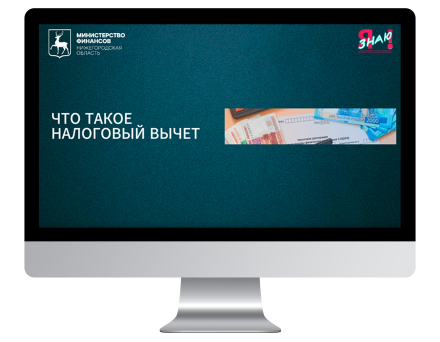 МИНИСТЕРСТВО
ФИНАНСОВ
НИЖЕГОРОДСКАЯ
ОБЛАСТЬ
Я
ЗНАЮ!
ЧТО ТАКОЕ
НАЛОГОВЫЙ ВЫЧЕТ